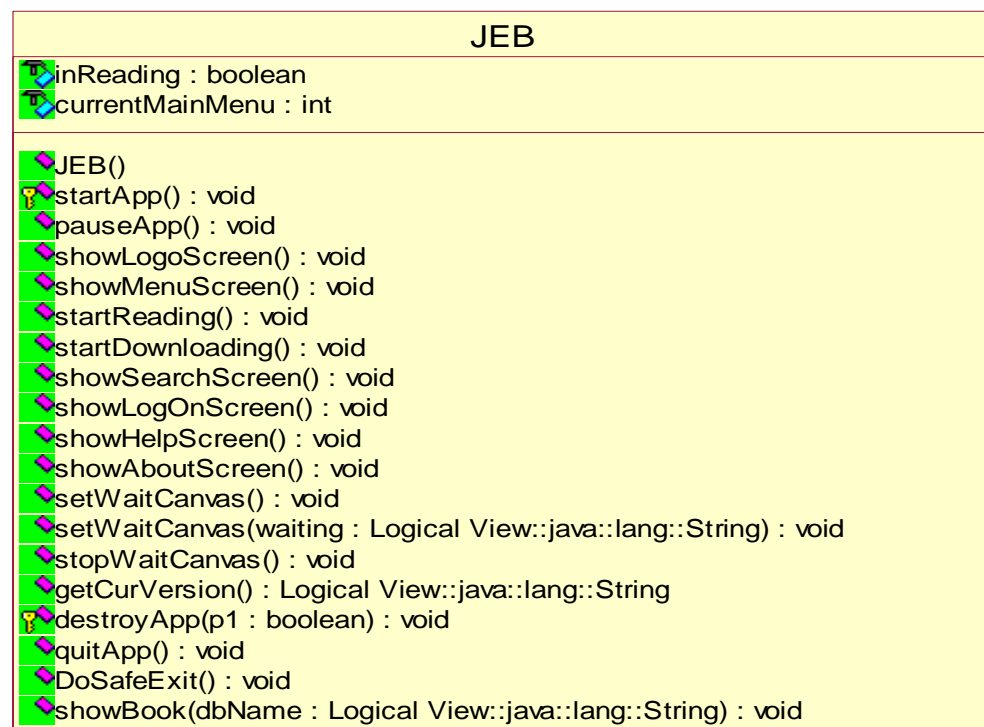 JEB
inReading : boolean
currentMainMenu : int
JEB()
startApp() : void
pauseApp() : void
showLogoScreen() : void
showMenuScreen() : void
startReading() : void
startDownloading() : void
showSearchScreen() : void
showLogOnScreen() : void
showHelpScreen() : void
showAboutScreen() : void
setWaitCanvas() : void
setWaitCanvas(waiting : Logical View::java::lang::String) : void
stopWaitCanvas() : void
getCurVersion() : Logical View::java::lang::String
destroyApp(p1 : boolean) : void
quitApp() : void
DoSafeExit() : void
showBook(dbName : Logical View::java::lang::String) : void